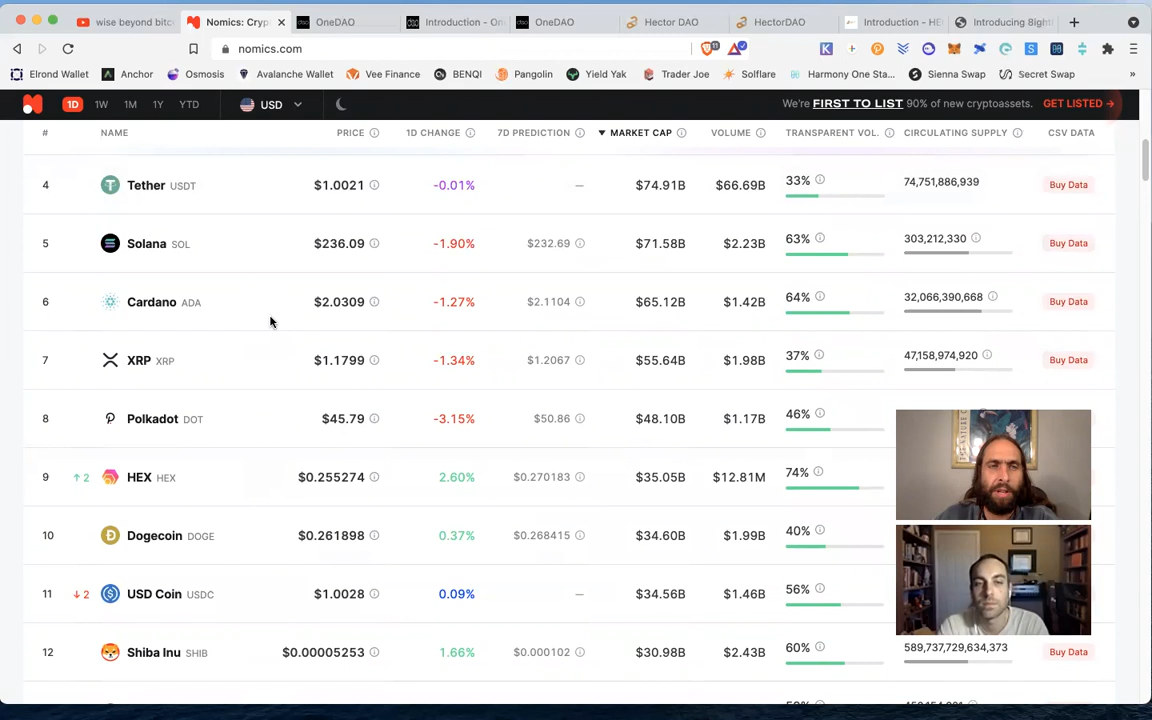 wise beyond bitc
Nomics: Cryp
OneDAO
Introduction - On
OneDAO
Hector DAO
HectorDAO
Introduction - HE
Introducing 8ight
nomics.com
Elrond Wallet
Anchor
Osmosis
Avalanche Wallet
Vee Finance
BENQI
Pangolin
Yield Yak
Trader Joe
Solflare
Harmony One Sta...
Sienna Swap
Secret Swap
1D 1W 1M 1Y YTD USD We're FIRST TO LIST 90% of new cryptoassets. GET LISTED →
# NAME PRICE 1D CHANGE 7D PREDICTION MARKET CAP VOLUME TRANSPARENT VOL. CIRCULATING SUPPLY CSV DATA
4 Tether USDT $1.0021 -0.01% — $74.91B $66.69B 33% 74,751,886,939 Buy Data
5 Solana SOL $236.09 -1.90% $232.69 $71.58B $2.23B 63% 303,212,330 Buy Data
6 Cardano ADA $2.0309 -1.27% $2.1104 $65.12B $1.42B 64% 32,066,390,668 Buy Data
7 XRP XRP $1.1799 -1.34% $1.2067 $55.64B $1.98B 37% 47,158,974,920 Buy Data
8 Polkadot DOT $45.79 -3.15% $50.86 $48.10B $1.17B 46%
9 ↑ 2 HEX HEX $0.255274 2.60% $0.270183 $35.05B $12.81M 74%
10 Dogecoin DOGE $0.261898 0.37% $0.268415 $34.60B $1.99B 40%
11 ↓ 2 USD Coin USDC $1.0028 0.09% — $34.56B $1.46B 56%
12 Shiba Inu SHIB $0.00005253 1.66% $0.000102 $30.98B $2.43B 60% 589,737,729,634,373 Buy Data